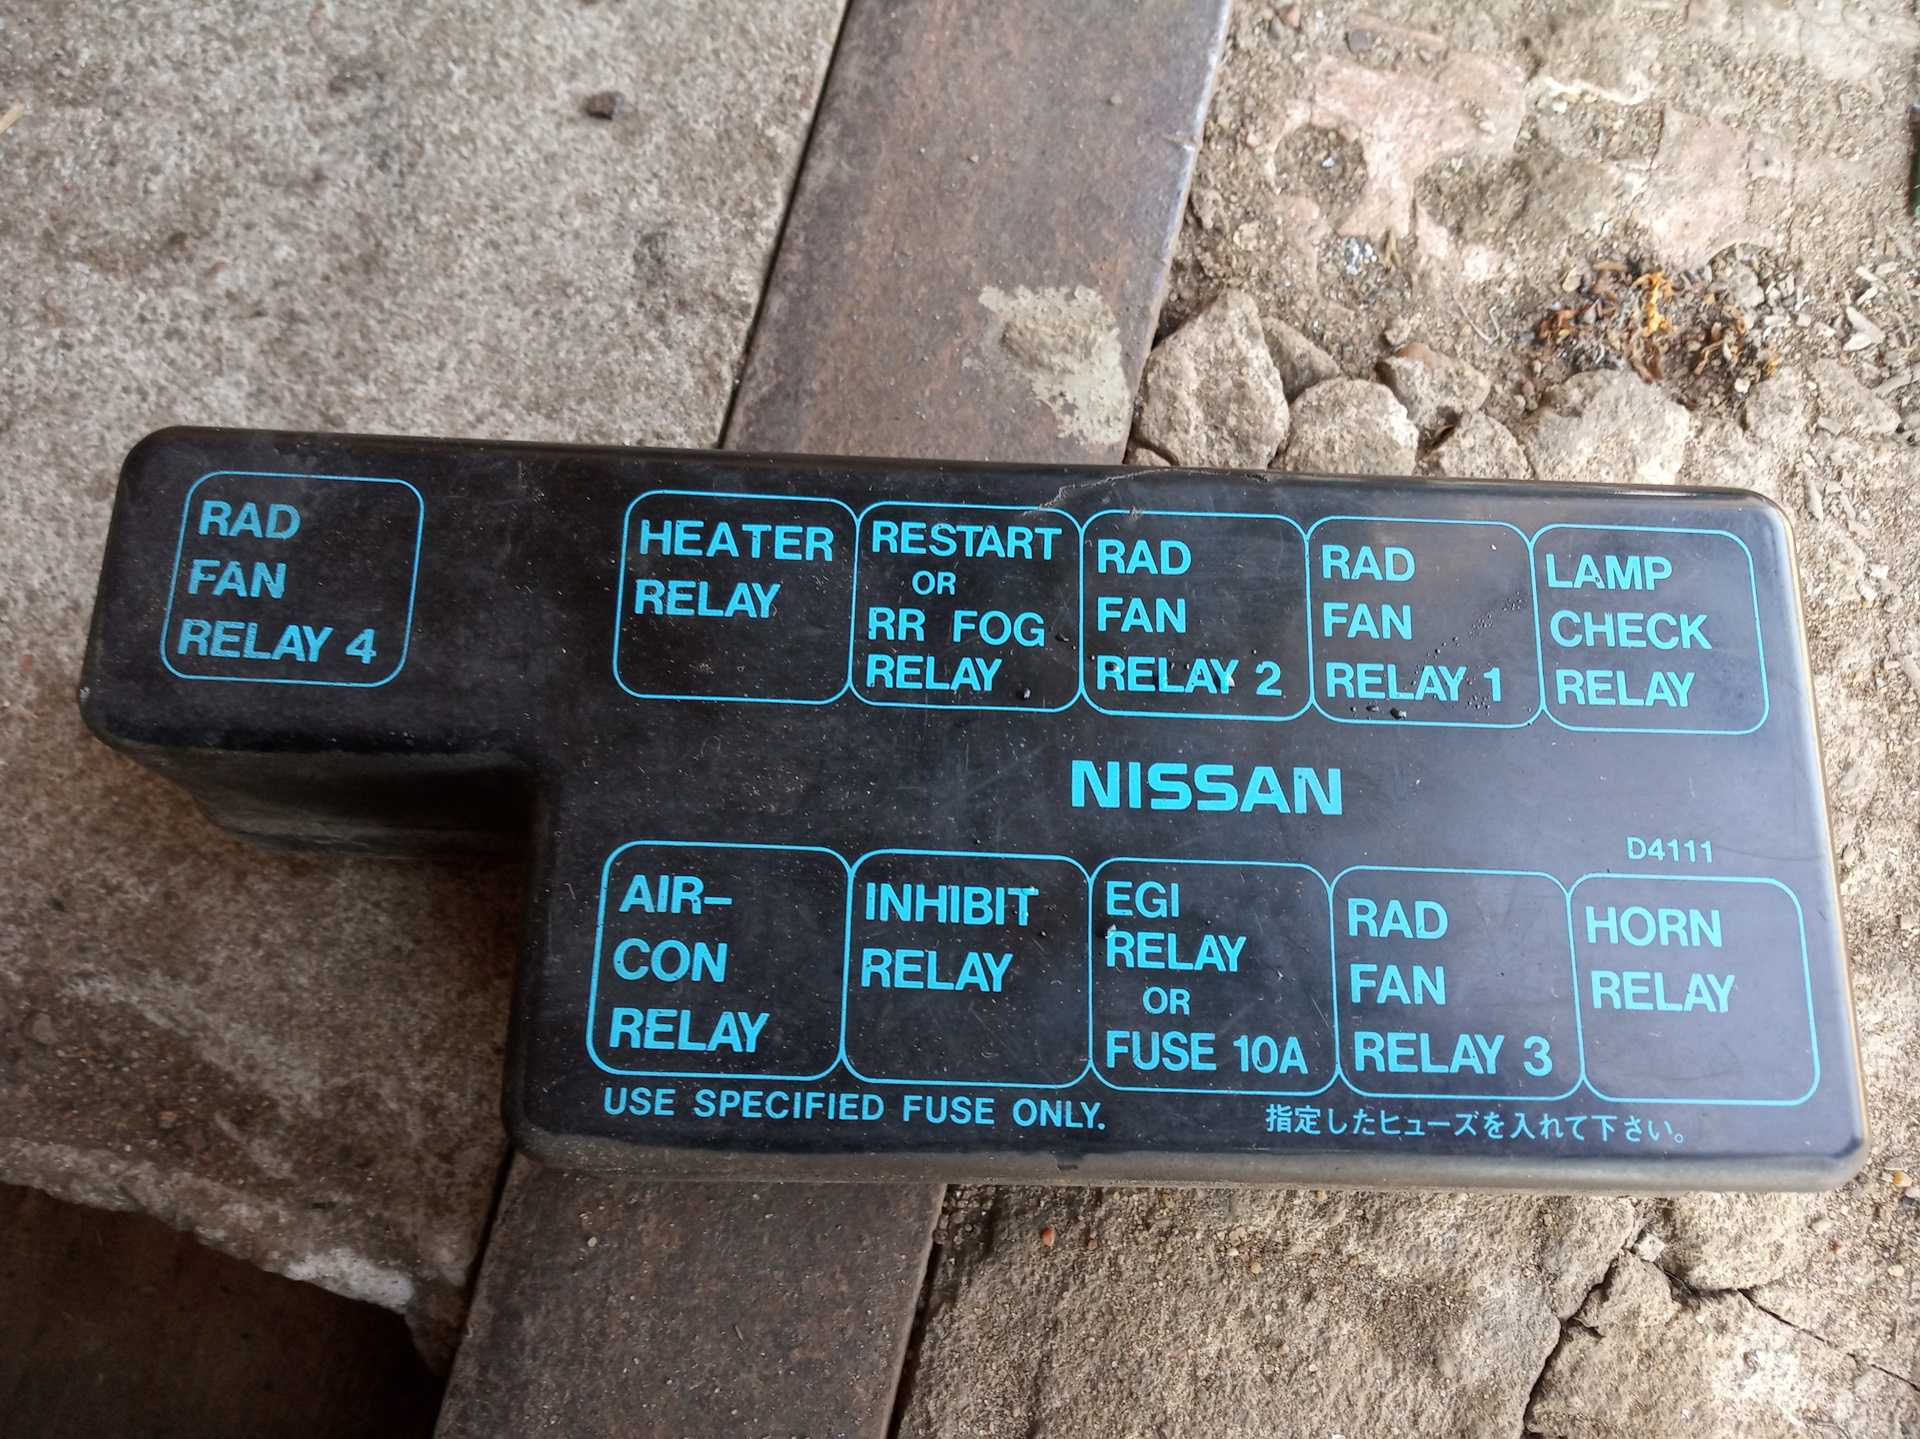 RAD
FAN
RELAY 4
HEATER
RELAY
RESTART
OR
RR FOG
RELAY
RAD
FAN
RELAY 2
RAD
FAN
RELAY 1
LAMP
CHECK
RELAY
NISSAN
D4111
AIR-
CON
RELAY
INHIBIT
RELAY
EGI
RELAY
OR
FUSE 10A
RAD
FAN
RELAY 3
HORN
RELAY
USE SPECIFIED FUSE ONLY.
指定したヒューズを入れて下さい。